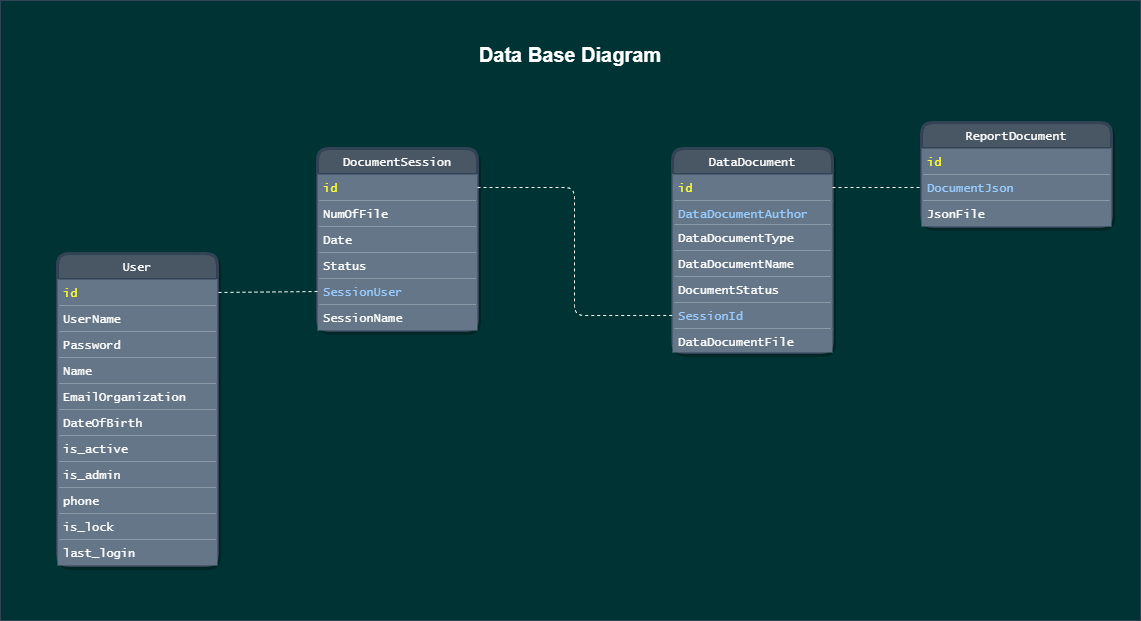 Data Base Diagram
User
id
UserName
Password
Name
EmailOrganization
DateOfBirth
is_active
is_admin
phone
is_lock
last_login
DocumentSession
id
NumOfFile
Date
Status
SessionUser
SessionName
DataDocument
id
DataDocumentAuthor
DataDocumentType
DataDocumentName
DocumentStatus
SessionId
DataDocumentFile
ReportDocument
id
DocumentJson
JsonFile